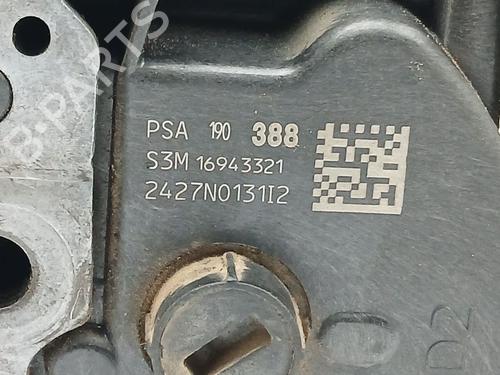 B-PARTS
PSA 190 388
S3M 16943321
2427N0131I2
D2